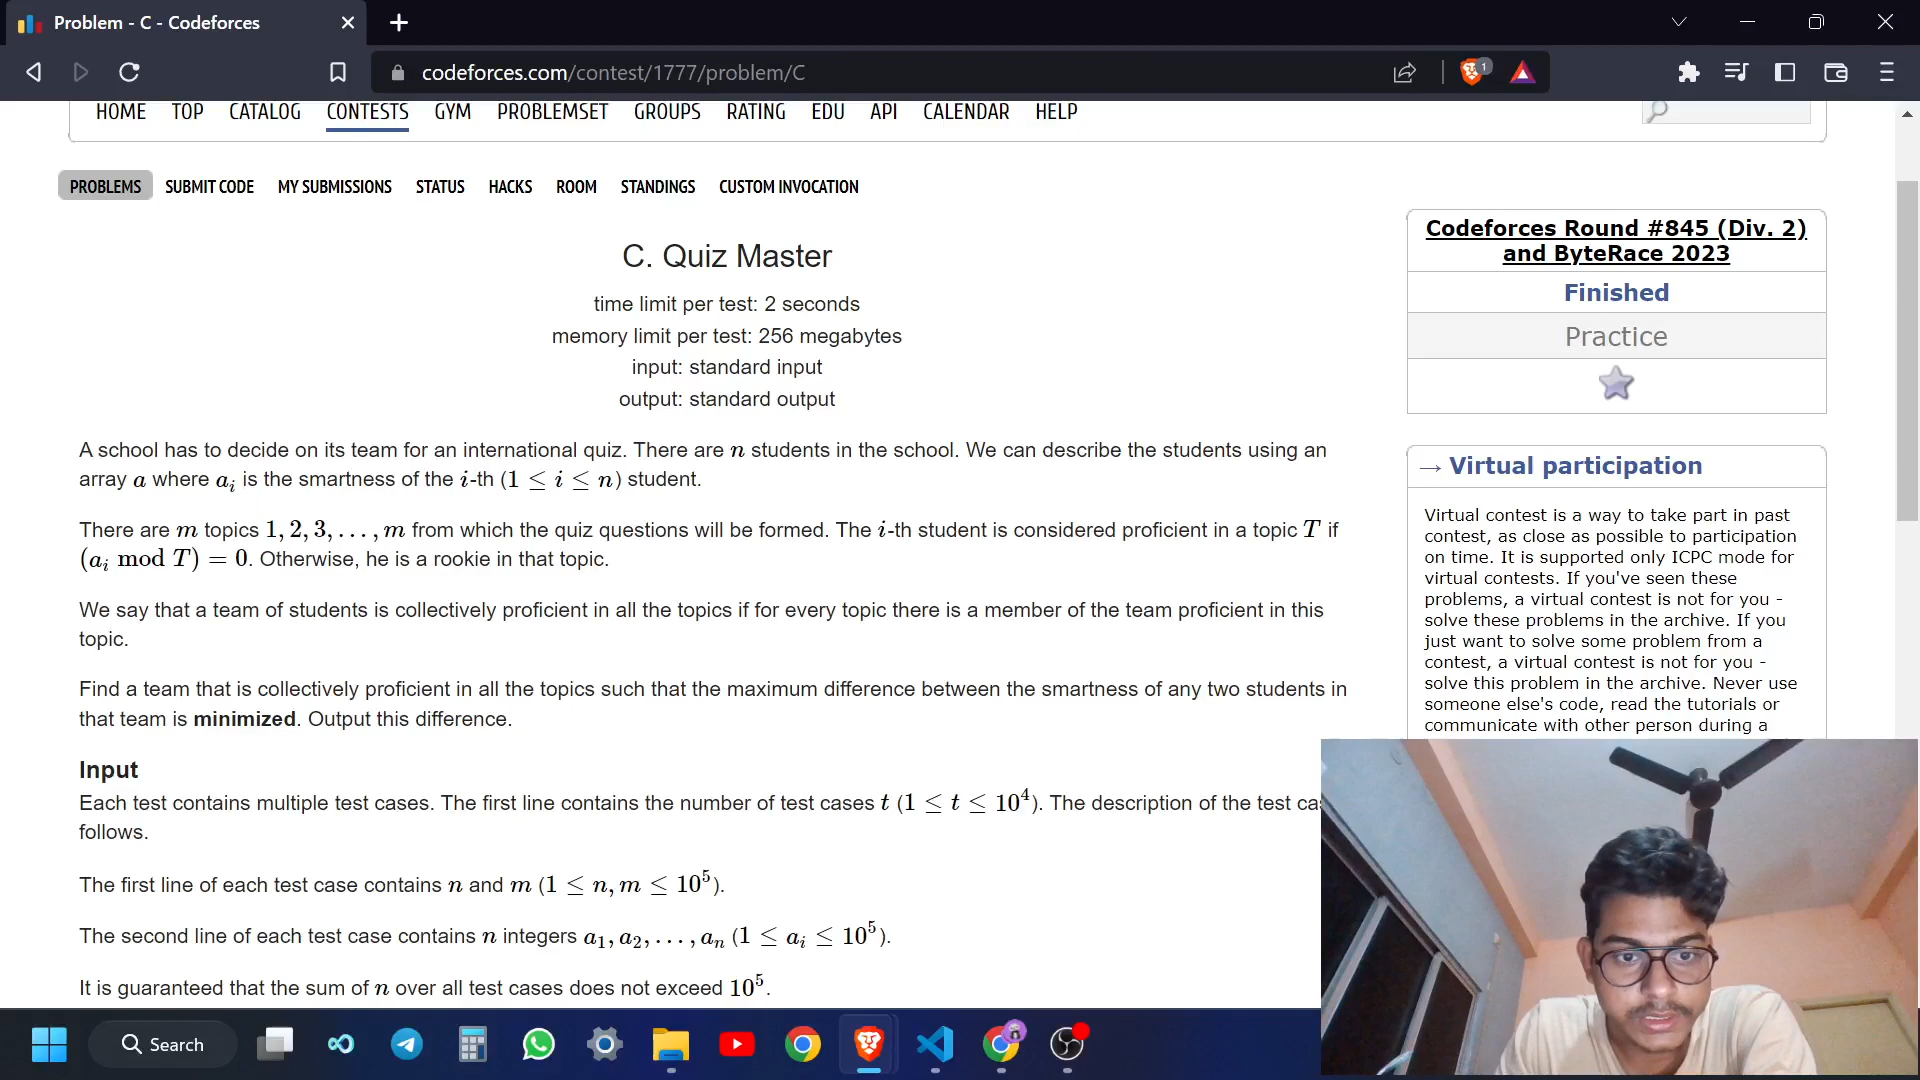 Problem - C - Codeforces
codeforces.com/contest/1777/problem/C
1
HOME TOP CATALOG CONTESTS GYM PROBLEMSET GROUPS RATING EDU API CALENDAR HELP
PROBLEMS SUBMIT CODE MY SUBMISSIONS STATUS HACKS ROOM STANDINGS CUSTOM INVOCATION
C. Quiz Master
time limit per test: 2 seconds
memory limit per test: 256 megabytes
input: standard input
output: standard output
A school has to decide on its team for an international quiz. There are n students in the school. We can describe the students using an
array a where a_i is the smartness of the i-th (1 ≤ i ≤ n) student.
There are m topics 1, 2, 3, . . . , m from which the quiz questions will be formed. The i-th student is considered proficient in a topic T if
(a_i mod T) = 0. Otherwise, he is a rookie in that topic.
We say that a team of students is collectively proficient in all the topics if for every topic there is a member of the team proficient in this
topic.
Find a team that is collectively proficient in all the topics such that the maximum difference between the smartness of any two students in
that team is minimized. Output this difference.
Input
Each test contains multiple test cases. The first line contains the number of test cases t (1 ≤ t ≤ 10^4). The description of the test
follows.
The first line of each test case contains n and m (1 ≤ n, m ≤ 10^5).
The second line of each test case contains n integers a_1, a_2, . . . , a_n (1 ≤ a_i ≤ 10^5).
It is guaranteed that the sum of n over all test cases does not exceed 10^5.
Codeforces Round #845 (Div. 2)
and ByteRace 2023
Finished
Practice
→ Virtual participation
Virtual contest is a way to take part in past
contest, as close as possible to participation
on time. It is supported only ICPC mode for
virtual contests. If you've seen these
problems, a virtual contest is not for you -
solve these problems in the archive. If you
just want to solve some problem from a
contest, a virtual contest is not for you -
solve this problem in the archive. Never use
someone else's code, read the tutorials or
communicate with other person during a
Search